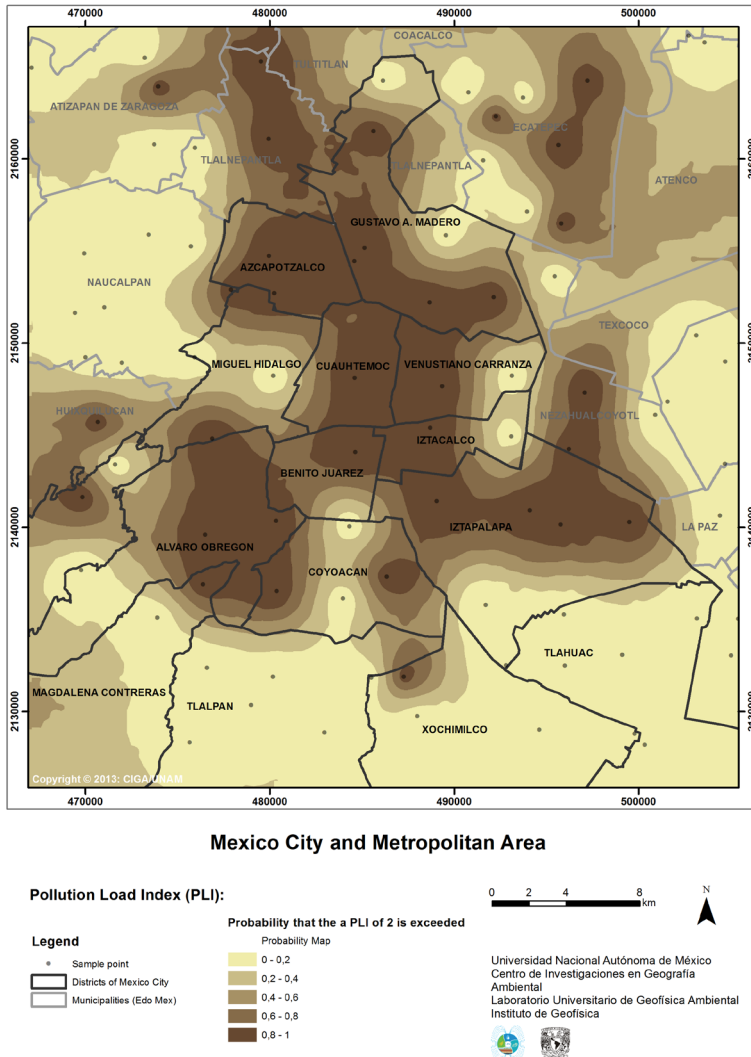 470000 480000 490000 500000
COACALCO
TULTITLAN
ATIZAPAN DE ZARAGOZA
ECATEPEC
2160000 2160000
TLALNEPANTLA TLALNEPANTLA
ATENCO
GUSTAVO A. MADERO
AZCAPOTZALCO
NAUCALPAN
TEXCOCO
2150000 2150000
MIGUEL HIDALGO CUAUHTEMOC VENUSTIANO CARRANZA
HUIXQUILUCAN NEZAHUALCOYOTL
IZTACALCO
BENITO JUAREZ
2140000 2140000
IZTAPALAPA LA PAZ
ALVARO OBREGON
COYOACAN
TLAHUAC
MAGDALENA CONTRERAS
TLALPAN
2130000 2130000
XOCHIMILCO
Copyright © 2013: CIGA/UNAM
470000 480000 490000 500000
Mexico City and Metropolitan Area
Pollution Load Index (PLI):
Legend
Sample point
Districts of Mexico City
Municipalities (Edo Mex)
Probability that the a PLI of 2 is exceeded
Probability Map
0 - 0,2
0,2 - 0,4
0,4 - 0,6
0,6 - 0,8
0,8 - 1
0 2 4 8
km
N
Universidad Nacional Autónoma de México
Centro de Investigaciones en Geografía
Ambiental
Laboratorio Universitario de Geofísica Ambiental
Instituto de Geofísica